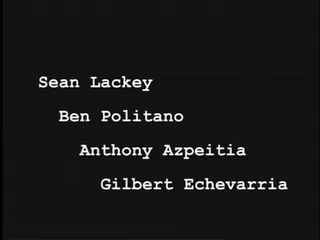 Sean Lackey
Ben Politano
Anthony Azpeitia
Gilbert Echevarria